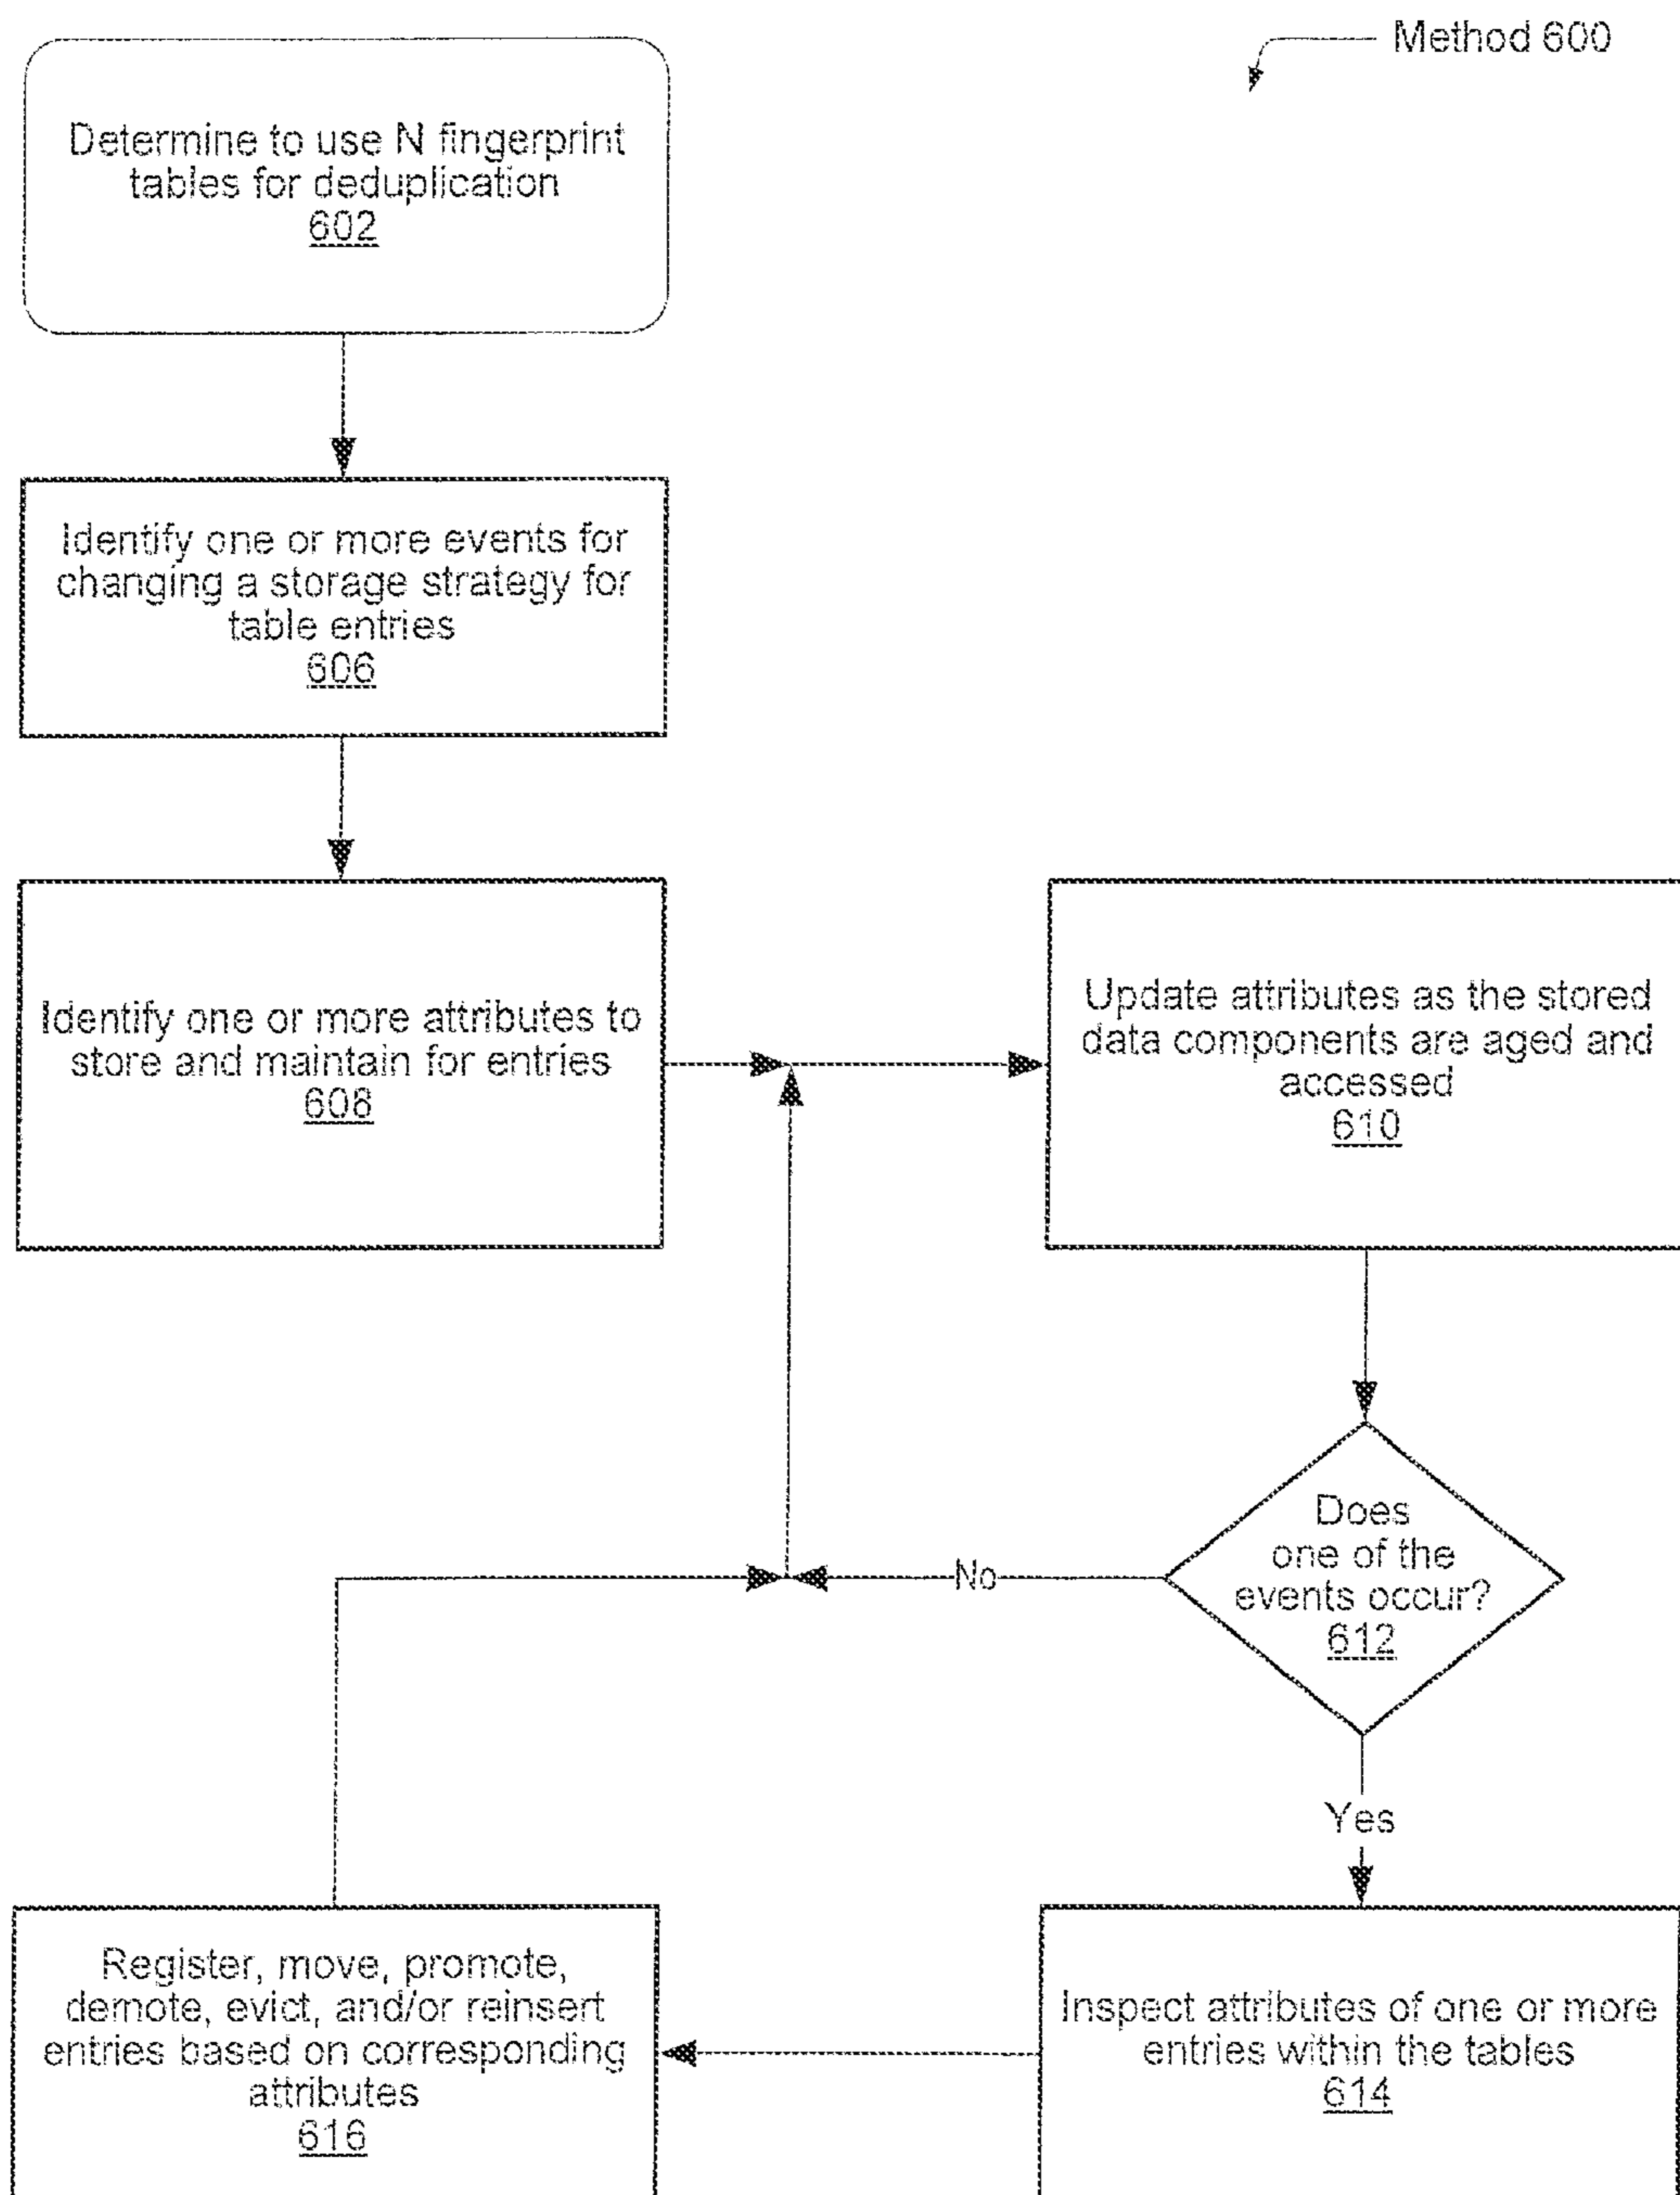 Method 600
Determine to use N fingerprint
tables for deduplication
602
Identify one or more events for
changing a storage strategy for
table entries
606
Identify one or more attributes to
store and maintain for entries
608
Update attributes as the stored
data components are aged and
accessed
610
Does
one of the
events occur?
612
No
Yes
Register, move, promote,
demote, evict, and/or reinsert
entries based on corresponding
attributes
616
Inspect attributes of one or more
entries within the tables
614